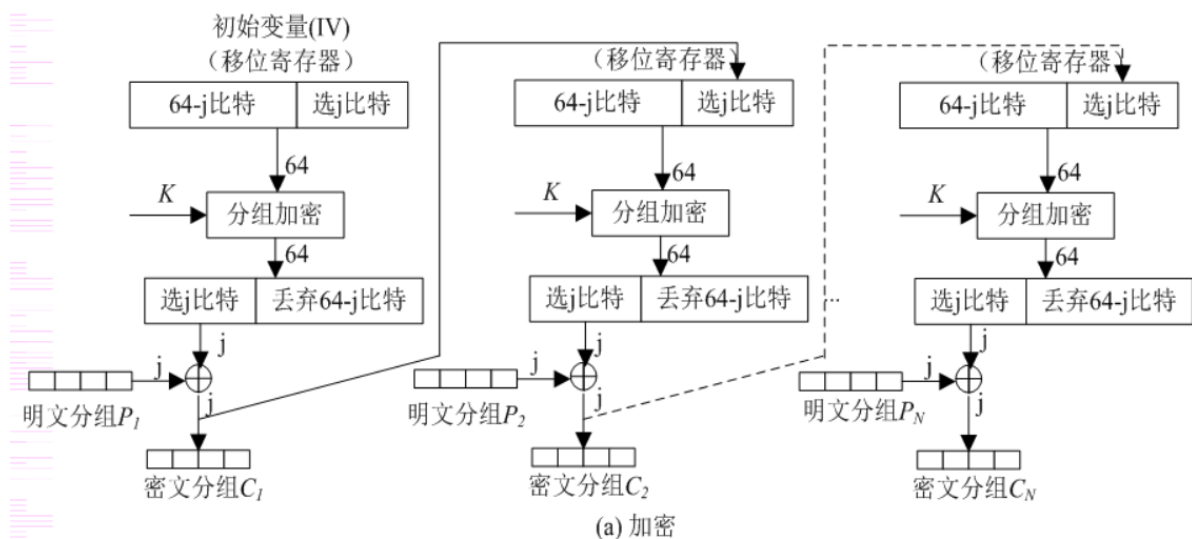 初始变量(IV)
（移位寄存器）
（移位寄存器）
（移位寄存器）
64-j比特
选j比特
64-j比特
选j比特
64-j比特
选j比特
64
64
64
K
K
K
分组加密
分组加密
分组加密
64
64
64
选j比特
丢弃64-j比特
选j比特
丢弃64-j比特
...
选j比特
丢弃64-j比特
j
j
j
j
j
j
j
j
j
明文分组P1
明文分组P2
明文分组PN
密文分组C1
密文分组C2
密文分组CN
(a) 加密